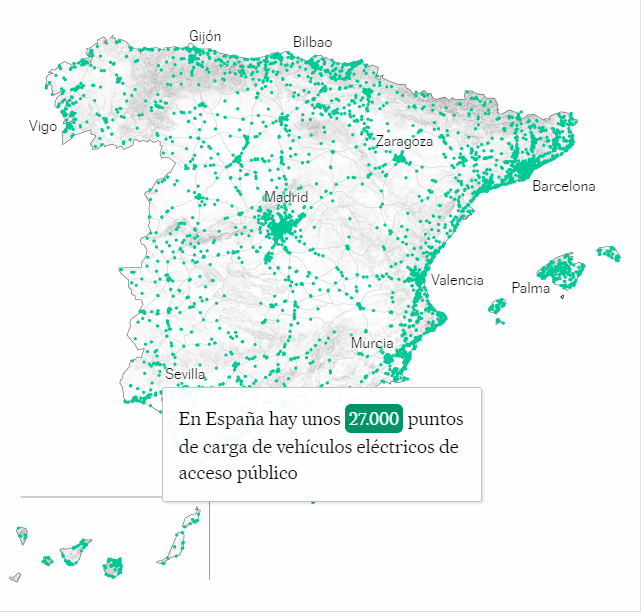 Gijón
Bilbao
Vigo
Zaragoza
Barcelona
Madrid
Valencia
Palma
Murcia
Sevilla
En España hay unos 27.000 puntos
de carga de vehículos eléctricos de
acceso público